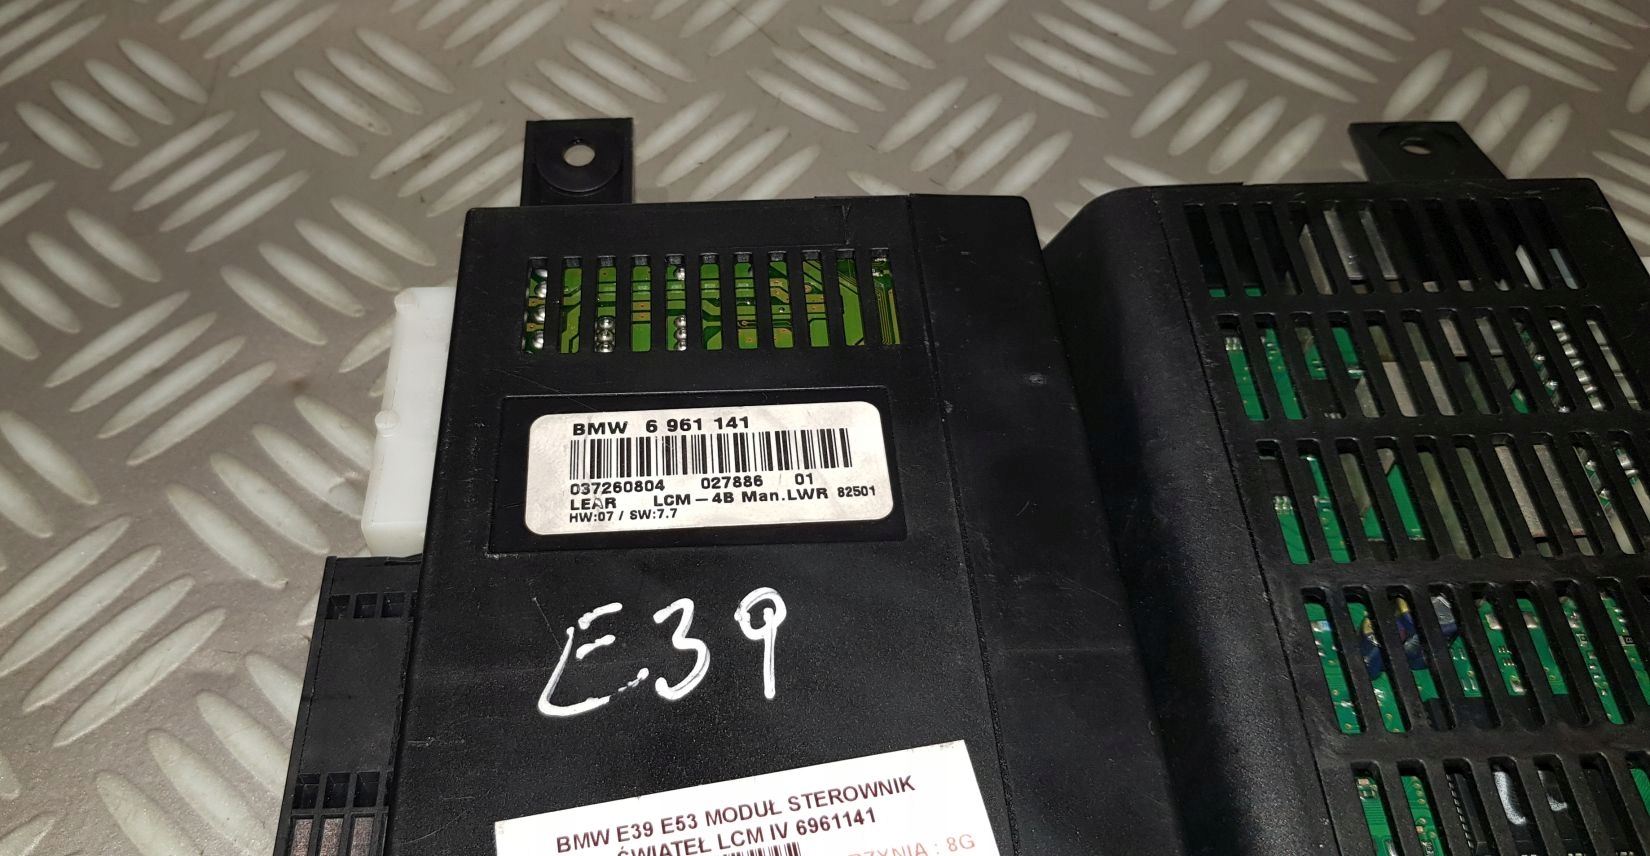 BMW 6 961 141
037260804 027886 01
LEAR LCM-4B Man.LWR 82501
HW:07 / SW:7.7
E39
BMW E39 E53 MODUŁ STEROWNIK
ŚWIATEŁ LCM IV 6961141
: 8G